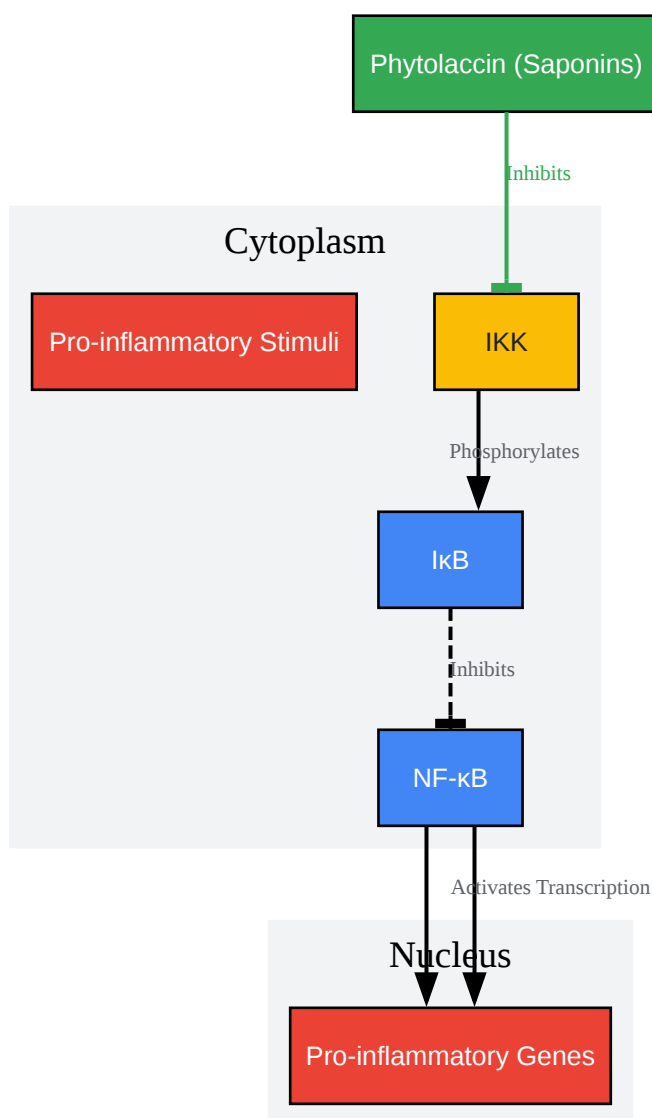 Phytolaccin (Saponins)
Inhibits
Cytoplasm
Pro-inflammatory Stimuli
IKK
Phosphorylates
IκB
Inhibits
NF-κB
Activates Transcription
Nucleus
Pro-inflammatory Genes